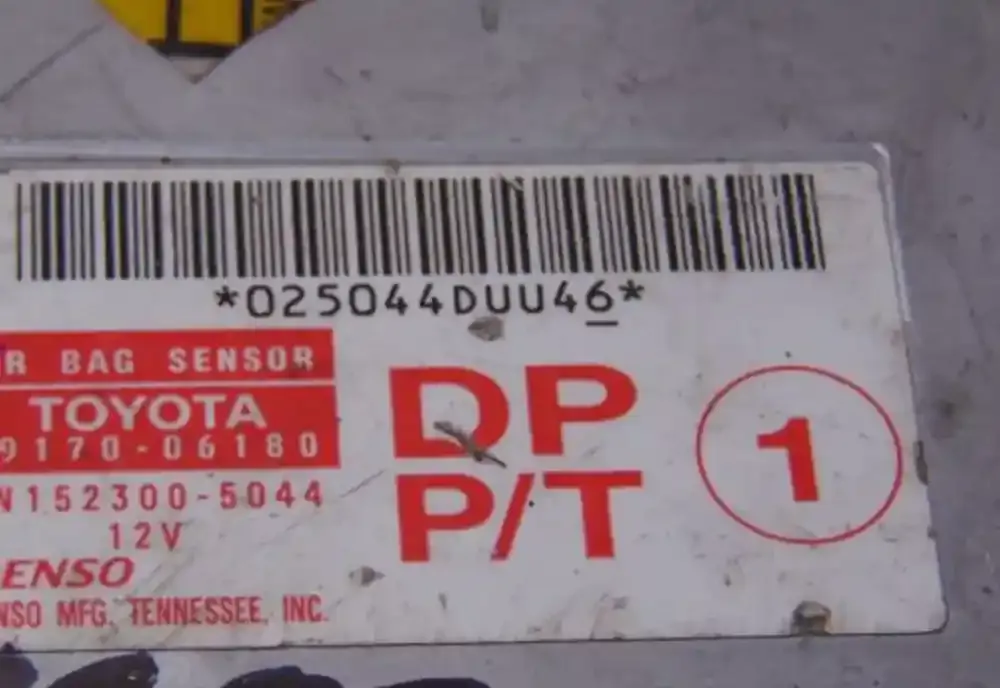 *025044DUU46*
R BAG SENSOR
TOYOTA
9170-06180
N152300-5044
12V
ENSO
NSO MFG. TENNESSEE, INC.
DP
P/T
1